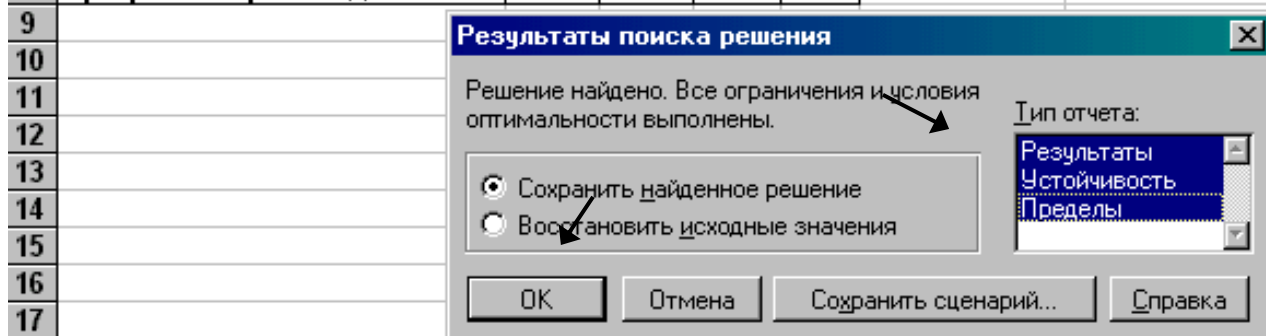 9
Результаты поиска решения
10
11
Решение найдено. Все ограничения и условия
оптимальности выполнены.
Тип отчета:
12
13
Результаты
Устойчивость
Пределы
Сохранить найденное решение
14
Восстановить исходные значения
15
16
OK
Отмена
Сохранить сценарий...
Справка
17